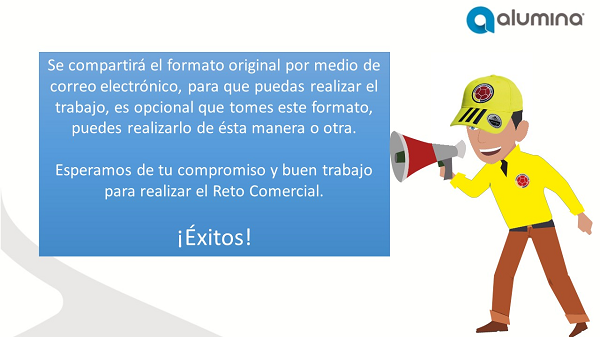 alumina
Se compartirá el formato original por medio de
correo electrónico, para que puedas realizar el
trabajo, es opcional que tomes este formato,
puedes realizarlo de ésta manera o otra.
Esperamos de tu compromiso y buen trabajo
para realizar el Reto Comercial.
¡Éxitos!